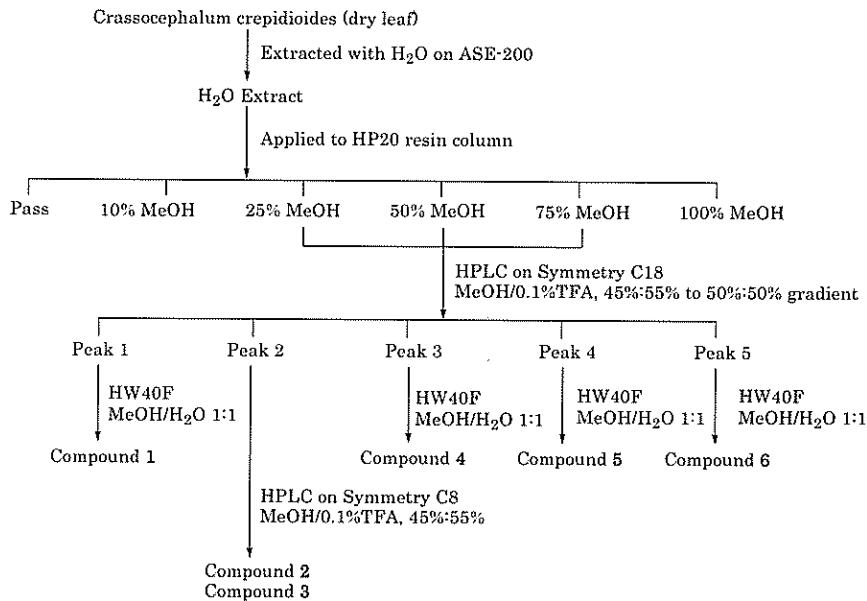 Crassocephalum crepidioides (dry leaf)
Extracted with H₂O on ASE-200
H₂O Extract
Applied to HP20 resin column
Pass 10% MeOH 25% MeOH 50% MeOH 75% MeOH 100% MeOH
HPLC on Symmetry C18
MeOH/0.1%TFA, 45%:55% to 50%:50% gradient
Peak 1 Peak 2 Peak 3 Peak 4 Peak 5
HW40F HW40F HW40F HW40F
MeOH/H₂O 1:1 MeOH/H₂O 1:1 MeOH/H₂O 1:1 MeOH/H₂O 1:1
Compound 1 Compound 4 Compound 5 Compound 6
HPLC on Symmetry C8
MeOH/0.1%TFA, 45%:55%
Compound 2
Compound 3